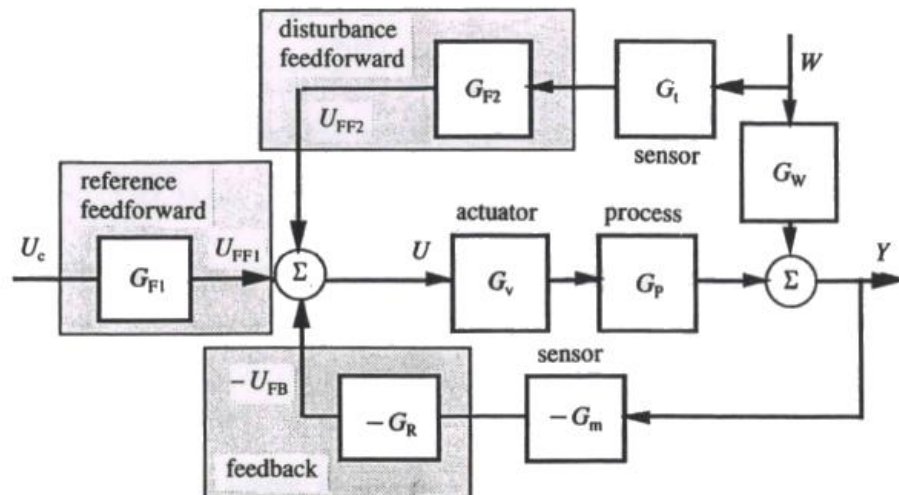 disturbance
feedforward
W
G_F2
G_t
U_FF2
sensor
G_W
reference
feedforward
actuator
process
U_c
U_FF1
U
Y
G_F1
Σ
G_v
G_P
Σ
sensor
−U_FB
−G_R
−G_m
feedback